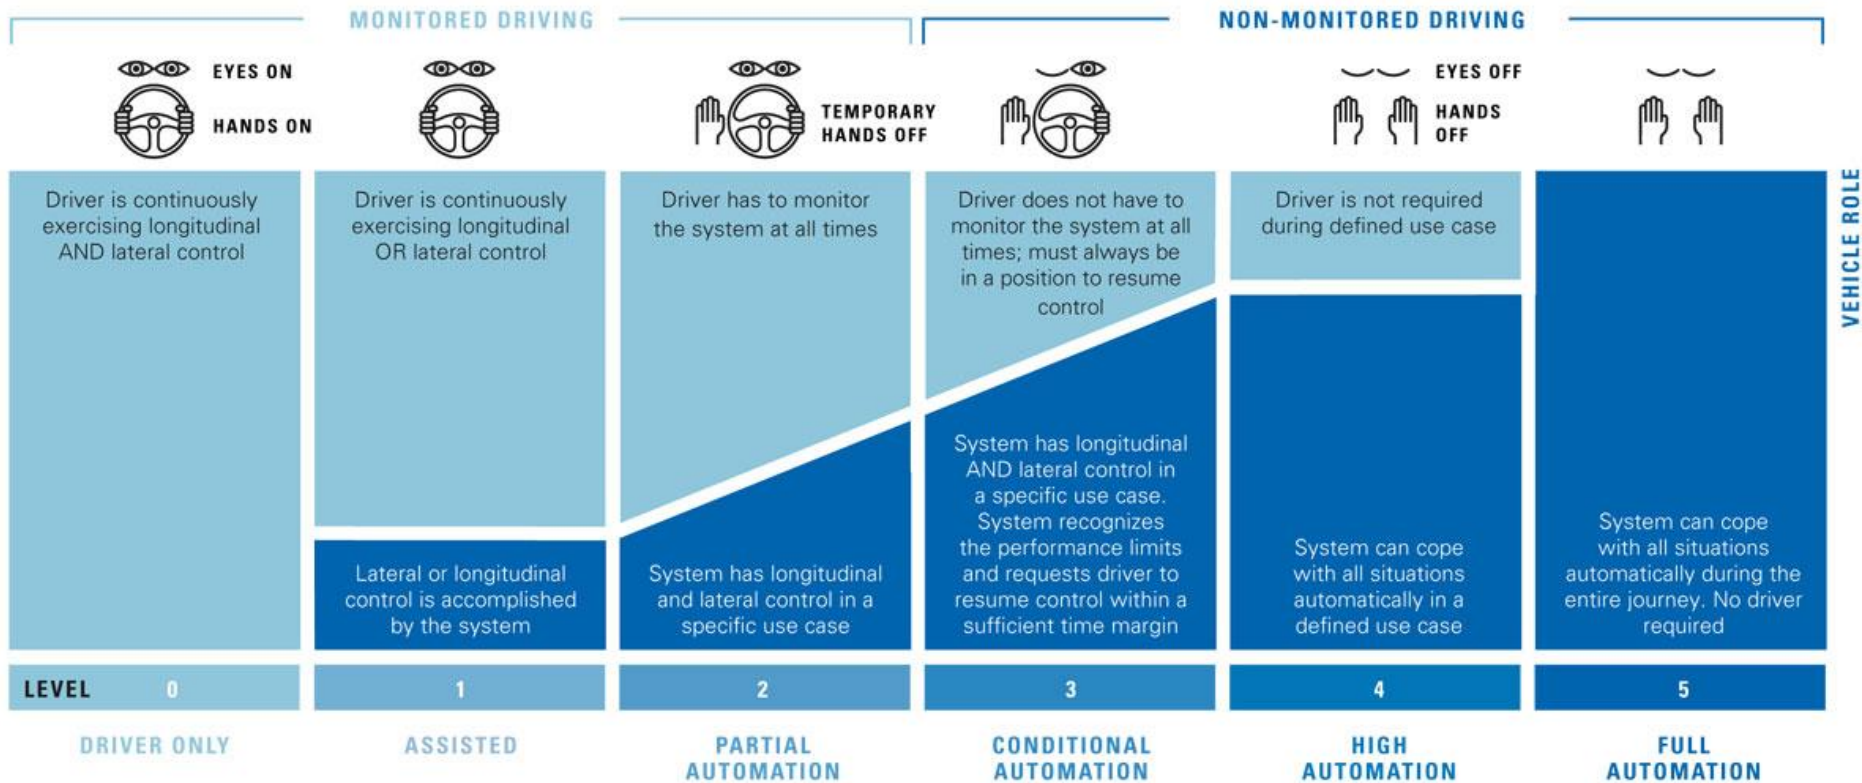 MONITORED DRIVING
NON-MONITORED DRIVING
EYES ON
HANDS ON
TEMPORARY
HANDS OFF
EYES OFF
HANDS
OFF
Driver is continuously
exercising longitudinal
AND lateral control
Driver is continuously
exercising longitudinal
OR lateral control
Driver has to monitor
the system at all times
Driver does not have to
monitor the system at all
times; must always be
in a position to resume
control
Driver is not required
during defined use case
VEHICLE ROLE
Lateral or longitudinal
control is accomplished
by the system
System has longitudinal
and lateral control in a
specific use case
System has longitudinal
AND lateral control in
a specific use case.
System recognizes
the performance limits
and requests driver to
resume control within a
sufficient time margin
System can cope
with all situations
automatically in a
defined use case
System can cope
with all situations
automatically during the
entire journey. No driver
required
LEVEL 0 1 2 3 4 5
DRIVER ONLY
ASSISTED
PARTIAL
AUTOMATION
CONDITIONAL
AUTOMATION
HIGH
AUTOMATION
FULL
AUTOMATION